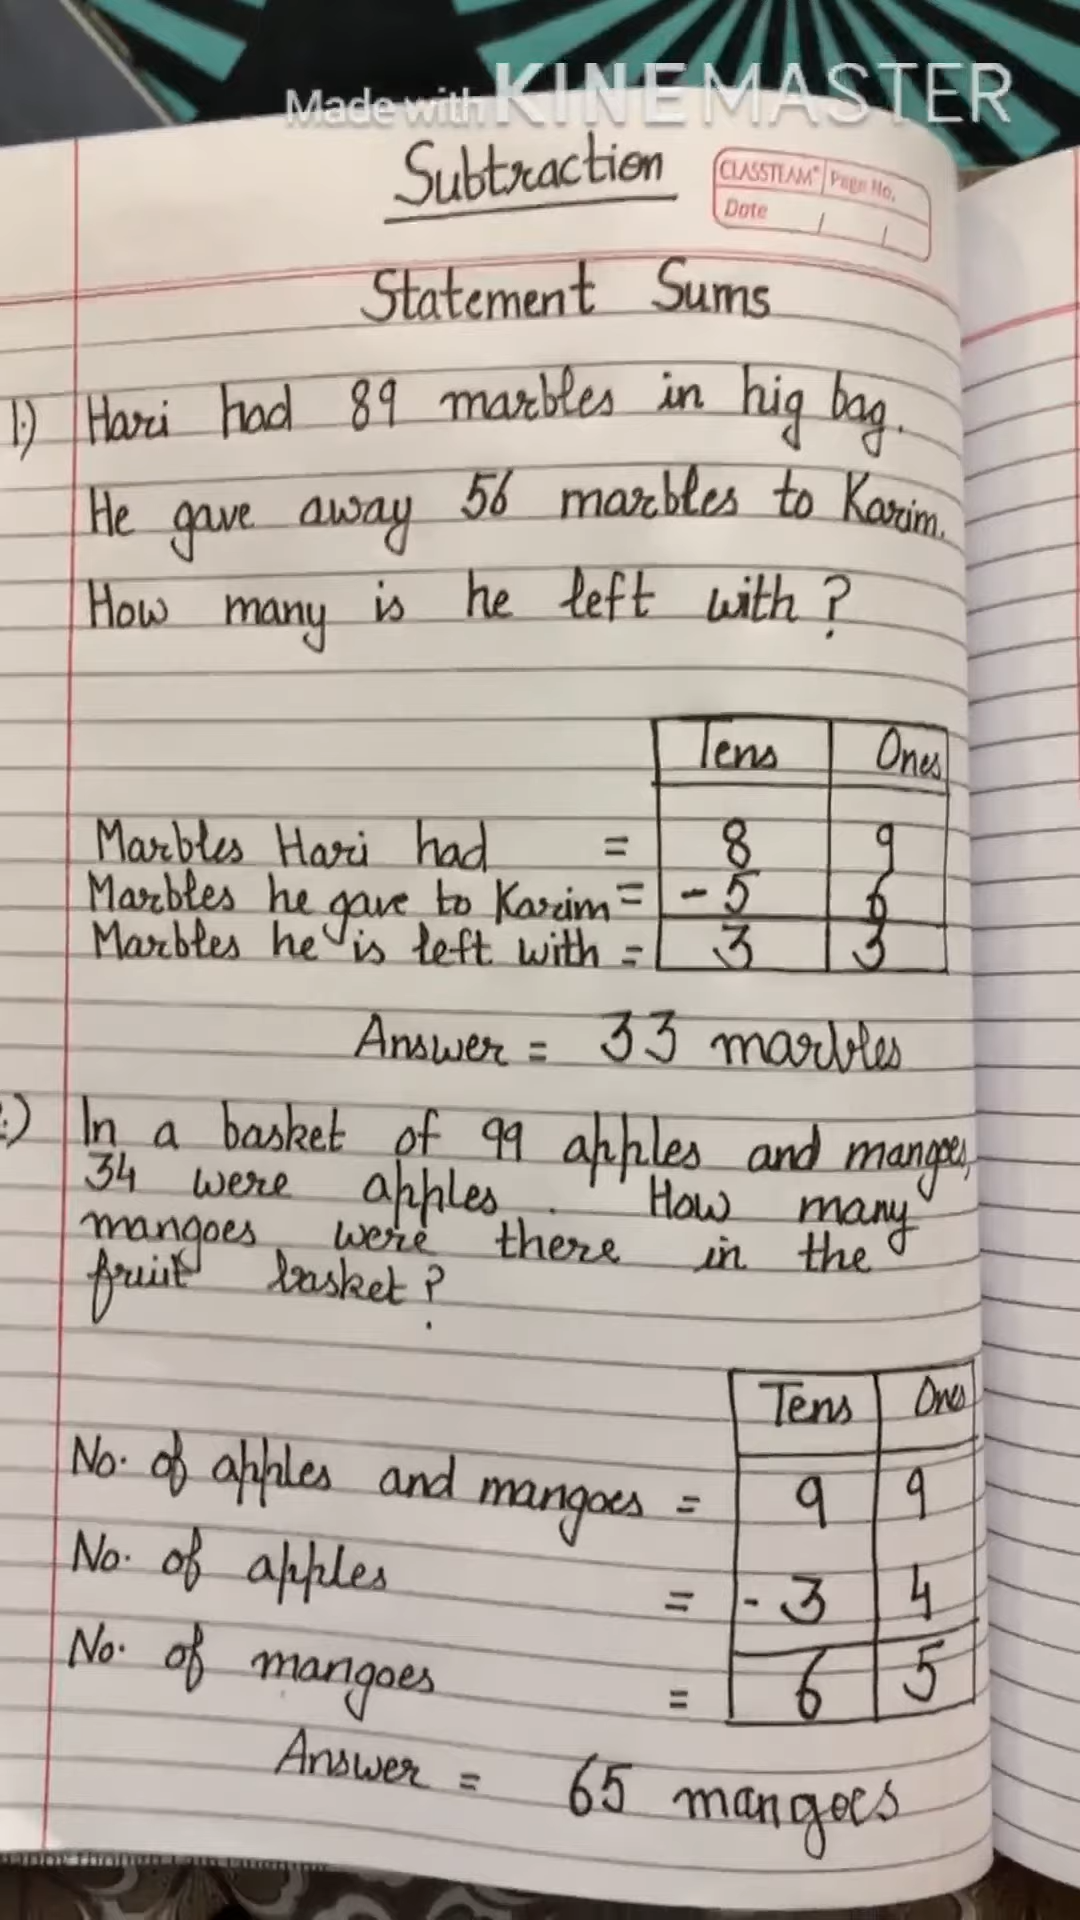 Made with KINEMASTER
Subtraction
CLASSTEAM Page No.
Date / /
Statement Sums
1.) Hari had 89 marbles in hig bag.
He gave away 56 marbles to Karim.
How many is he left with?
Tens Ones
Marbles Hari had = 8 9
Marbles he gave to Karim = - 5 6
Marbles he is left with = 3 3
Answer = 33 marbles
.) In a basket of 99 apples and mangoes,
34 were apples. How many
mangoes were there in the
fruit basket?
Tens Ones
No. of apples and mangoes = 9 9
No. of apples = - 3 4
No. of mangoes = 6 5
Answer = 65 mangoes